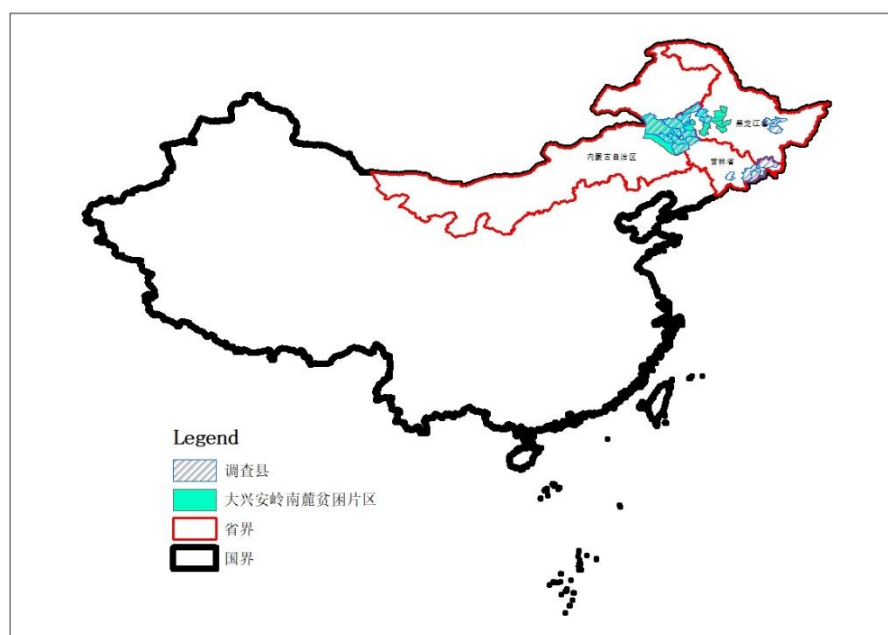 黑龙江省
内蒙古自治区
吉林省
Legend
调查县
大兴安岭南麓贫困片区
省界
国界